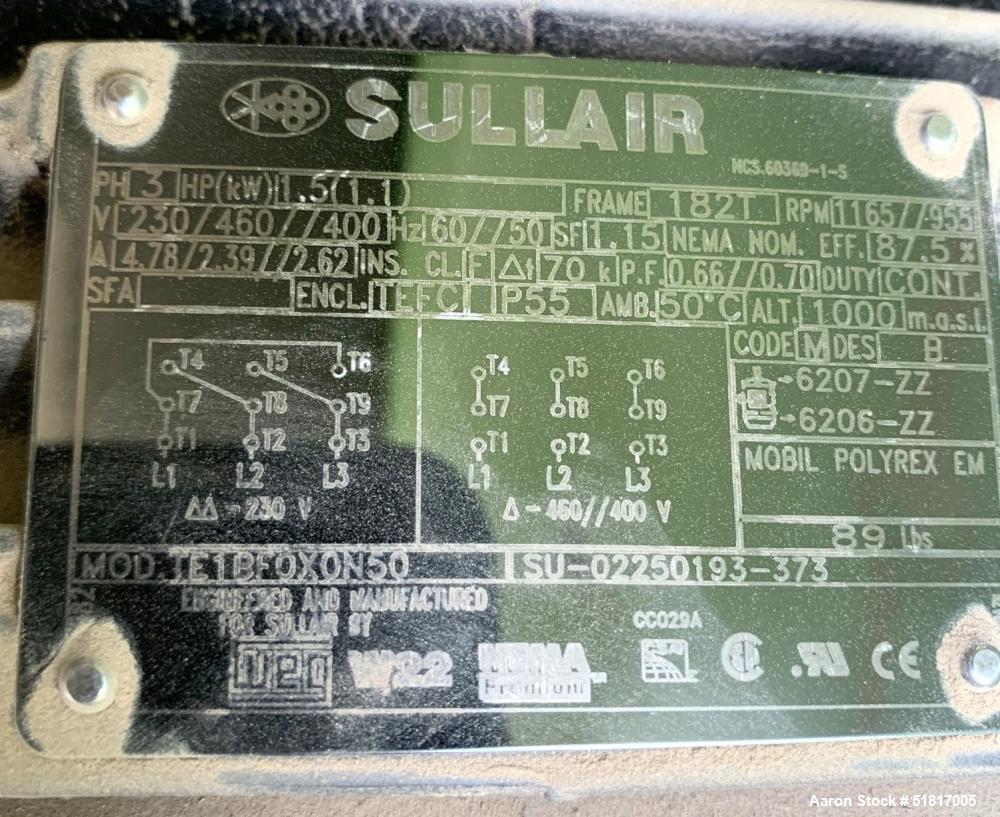 SULLAIR
MCS.60369-1-S
PH 3 HP(kW) 1.5(1.1) FRAME 182T RPM 1165//955
V 230/460//400 Hz 60//50 SF 1.15 NEMA NOM. EFF. 87.5 %
A 4.78/2.39//2.62 INS. CL. F Δt 70 k P.F. 0.66//0.70 DUTY CONT.
SFA ENCL. TEFC IP55 AMB. 50°C ALT. 1000 m.a.s.l.
CODE M DES B
T4 T5 T6
T7 T8 T9
T1 T2 T3
L1 L2 L3
ΔΔ - 230 V
T4 T5 T6
T7 T8 T9
T1 T2 T3
L1 L2 L3
Δ - 460//400 V
-6207-ZZ
-6206-ZZ
MOBIL POLYREX EM
89 Lbs
MOD. TE1BF0X0N50 SU-02250193-373
ENGINEERED AND MANUFACTURED
FOR SULLAIR BY
WEG W22 NEMA Premium
CC029A
CE
Aaron Stock # 51817005